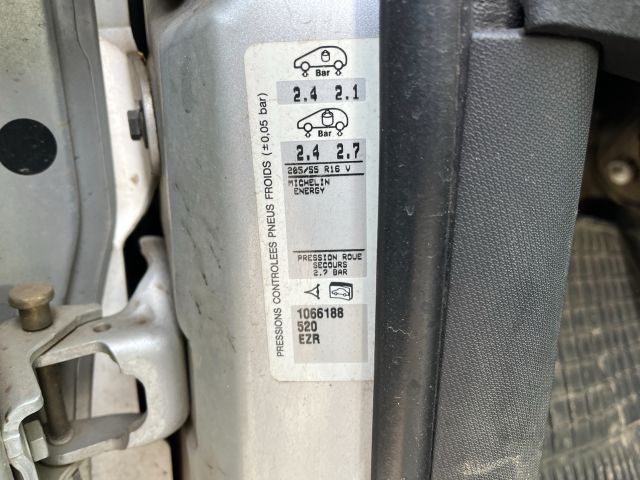 PRESSIONS CONTROLEES PNEUS FROIDS (±0,05 bar)
Bar
2.4 2.1
Bar
2.4 2.7
205/55 R16 V
MICHELIN
ENERGY
PRESSION ROUE
SECOURS
2.7 BAR
1066188
520
EZR